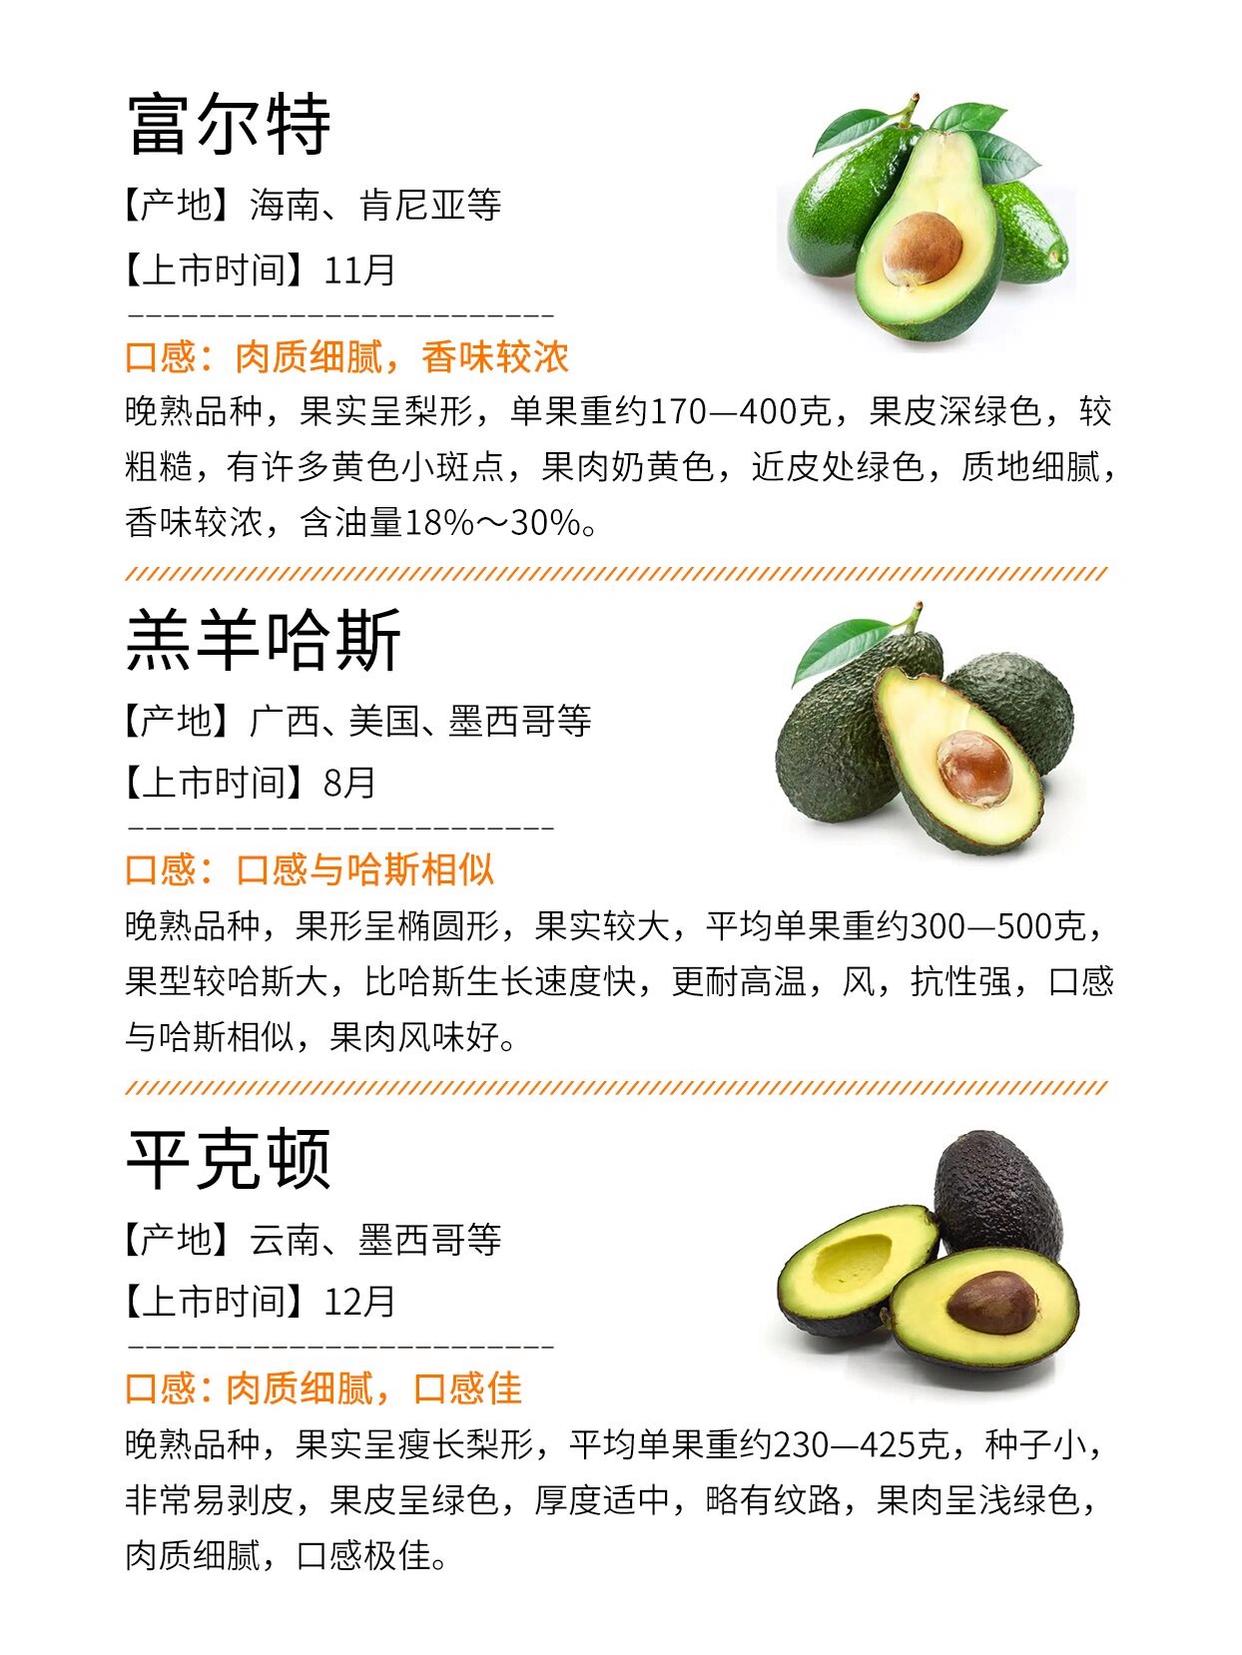 富尔特
【产地】海南、肯尼亚等
【上市时间】11月
口感：肉质细腻，香味较浓
晚熟品种，果实呈梨形，单果重约170—400克，果皮深绿色，较
粗糙，有许多黄色小斑点，果肉奶黄色，近皮处绿色，质地细腻，
香味较浓，含油量18%～30%。
羔羊哈斯
【产地】广西、美国、墨西哥等
【上市时间】8月
口感：口感与哈斯相似
晚熟品种，果形呈椭圆形，果实较大，平均单果重约300—500克，
果型较哈斯大，比哈斯生长速度快，更耐高温，风，抗性强，口感
与哈斯相似，果肉风味好。
平克顿
【产地】云南、墨西哥等
【上市时间】12月
口感：肉质细腻，口感佳
晚熟品种，果实呈瘦长梨形，平均单果重约230—425克，种子小，
非常易剥皮，果皮呈绿色，厚度适中，略有纹路，果肉呈浅绿色，
肉质细腻，口感极佳。